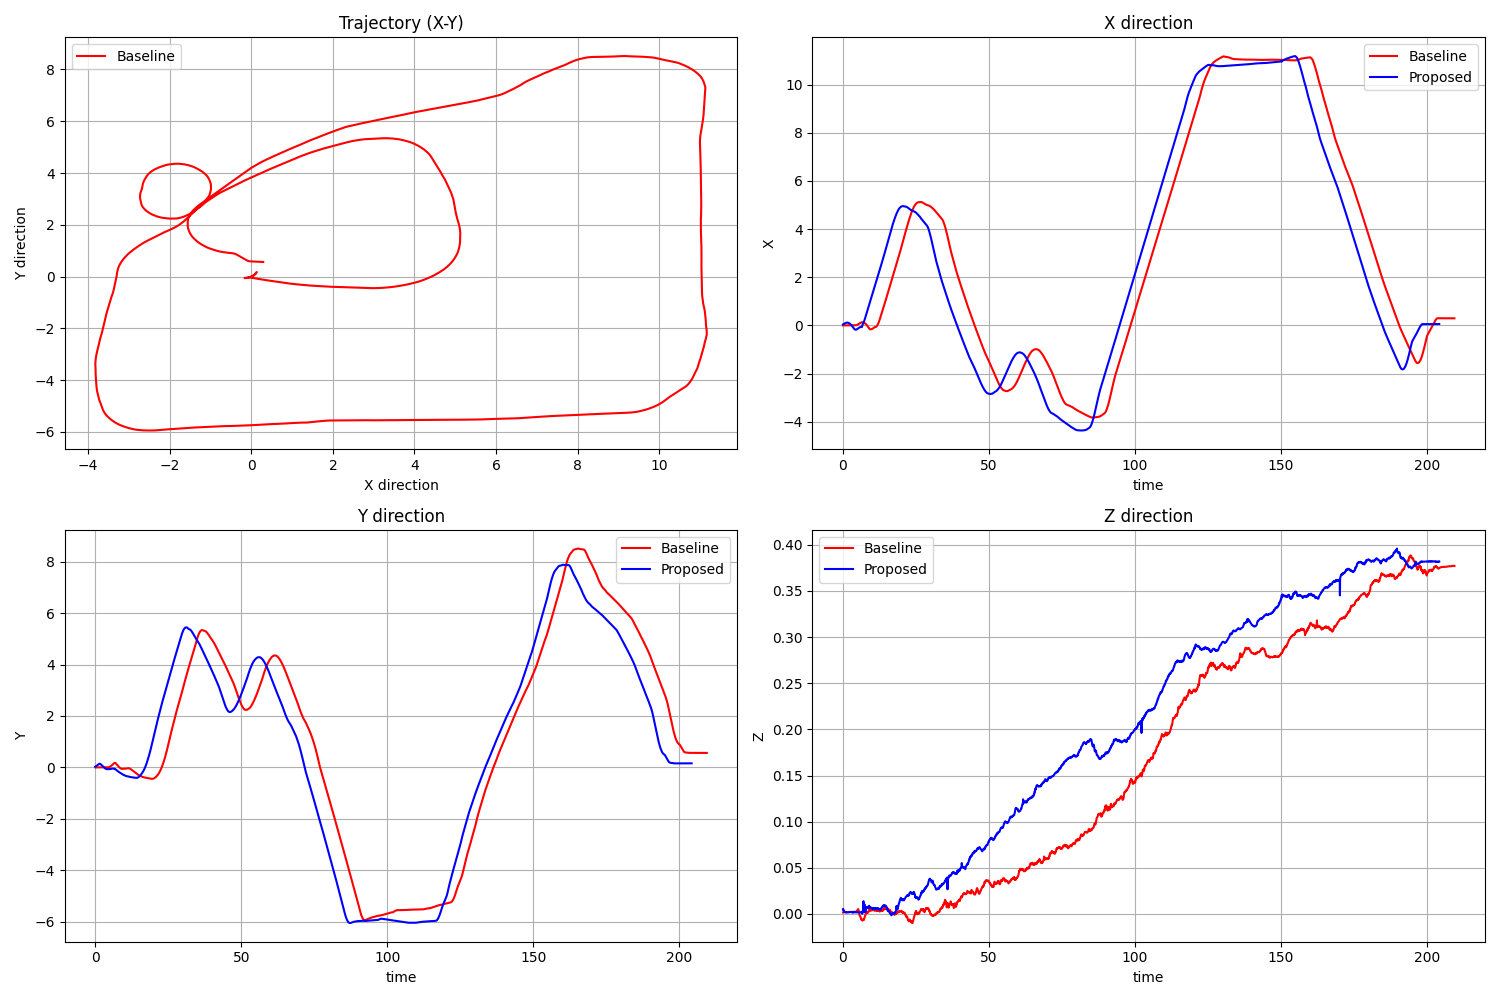 Trajectory (X-Y)
Baseline
Y direction
8
6
4
2
0
−2
−4
−6
−4 −2 0 2 4 6 8 10
X direction
X direction
Baseline
Proposed
X
10
8
6
4
2
0
−2
−4
0 50 100 150 200
time
Y direction
Baseline
Proposed
Y
8
6
4
2
0
−2
−4
−6
0 50 100 150 200
time
Z direction
Baseline
Proposed
Z
0.40
0.35
0.30
0.25
0.20
0.15
0.10
0.05
0.00
0 50 100 150 200
time